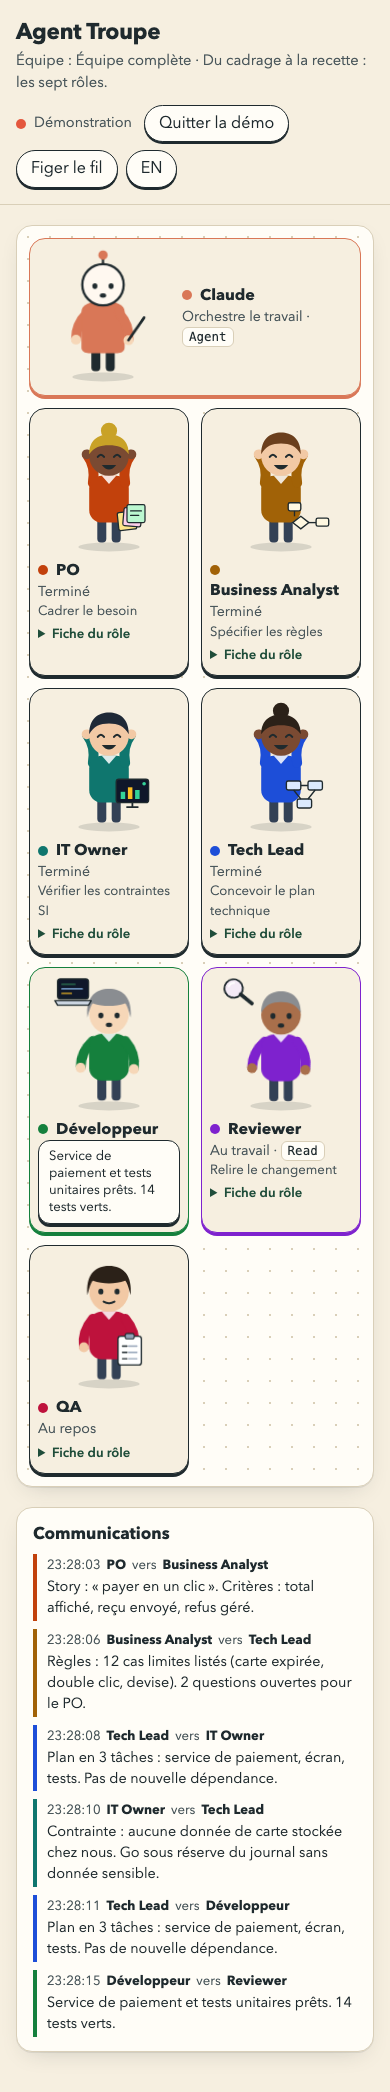 Agent Troupe
Équipe : Équipe complète · Du cadrage à la recette :
les sept rôles.
Démonstration
Quitter la démo
Figer le fil
EN
Claude
Orchestre le travail ·
Agent
PO
Terminé
Cadrer le besoin
Fiche du rôle
Business Analyst
Terminé
Spécifier les règles
Fiche du rôle
IT Owner
Terminé
Vérifier les contraintes
SI
Fiche du rôle
Tech Lead
Terminé
Concevoir le plan
technique
Fiche du rôle
Développeur
Service de
paiement et tests
unitaires prêts. 14
tests verts.
Reviewer
Au travail · Read
Relire le changement
Fiche du rôle
QA
Au repos
Fiche du rôle
Communications
23:28:03 PO vers Business Analyst
Story : « payer en un clic ». Critères : total
affiché, reçu envoyé, refus géré.
23:28:06 Business Analyst vers Tech Lead
Règles : 12 cas limites listés (carte expirée,
double clic, devise). 2 questions ouvertes pour
le PO.
23:28:08 Tech Lead vers IT Owner
Plan en 3 tâches : service de paiement, écran,
tests. Pas de nouvelle dépendance.
23:28:10 IT Owner vers Tech Lead
Contrainte : aucune donnée de carte stockée
chez nous. Go sous réserve du journal sans
donnée sensible.
23:28:11 Tech Lead vers Développeur
Plan en 3 tâches : service de paiement, écran,
tests. Pas de nouvelle dépendance.
23:28:15 Développeur vers Reviewer
Service de paiement et tests unitaires prêts. 14
tests verts.